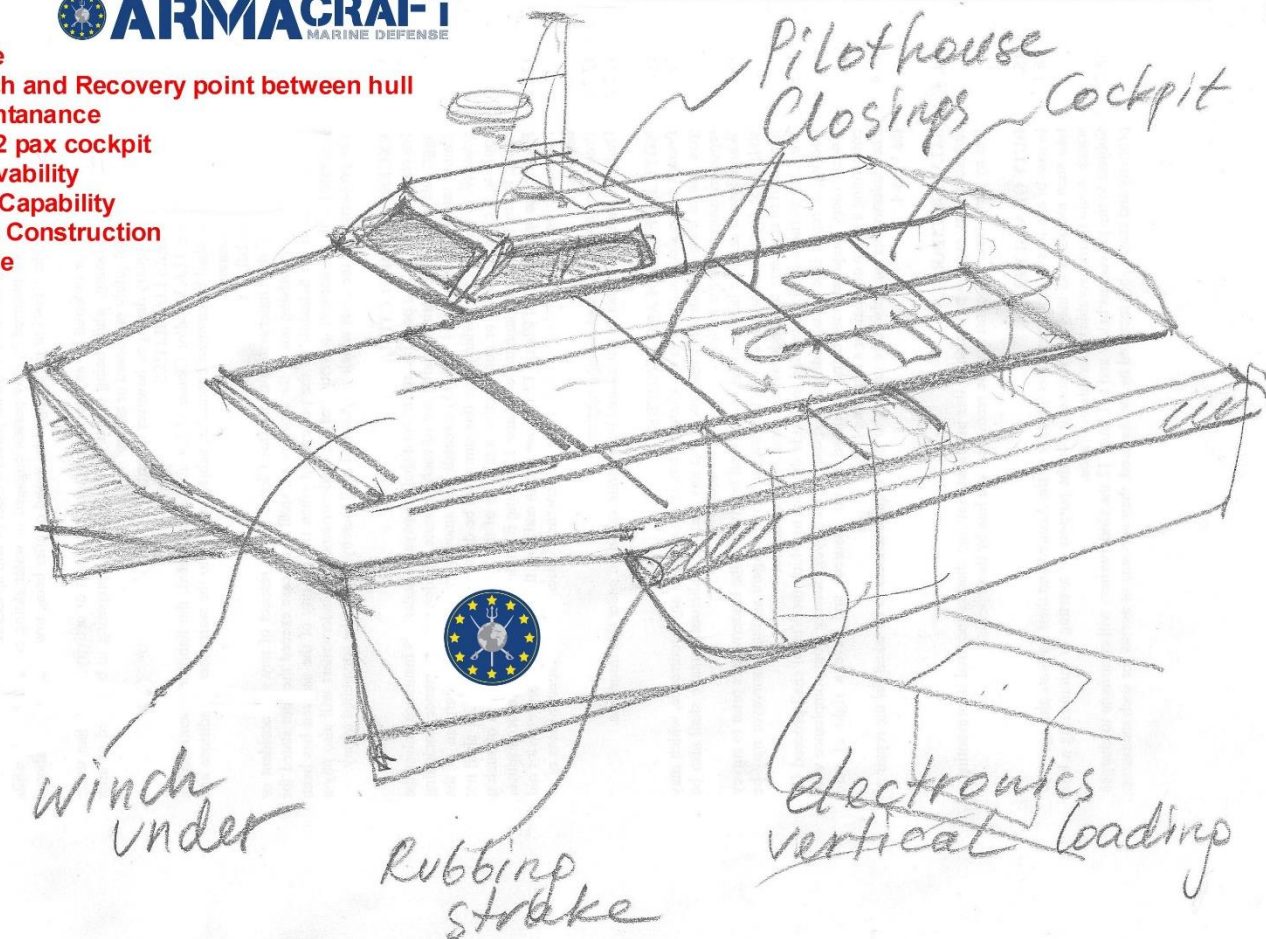 ARMACRAFT
MARINE DEFENSE
e
h and Recovery point between hull
ntanance
2 pax cockpit
vability
Capability
Construction
e
Pilothouse
Closings
Cockpit
winch
under
Rubbing
strake
electronics
vertical loading